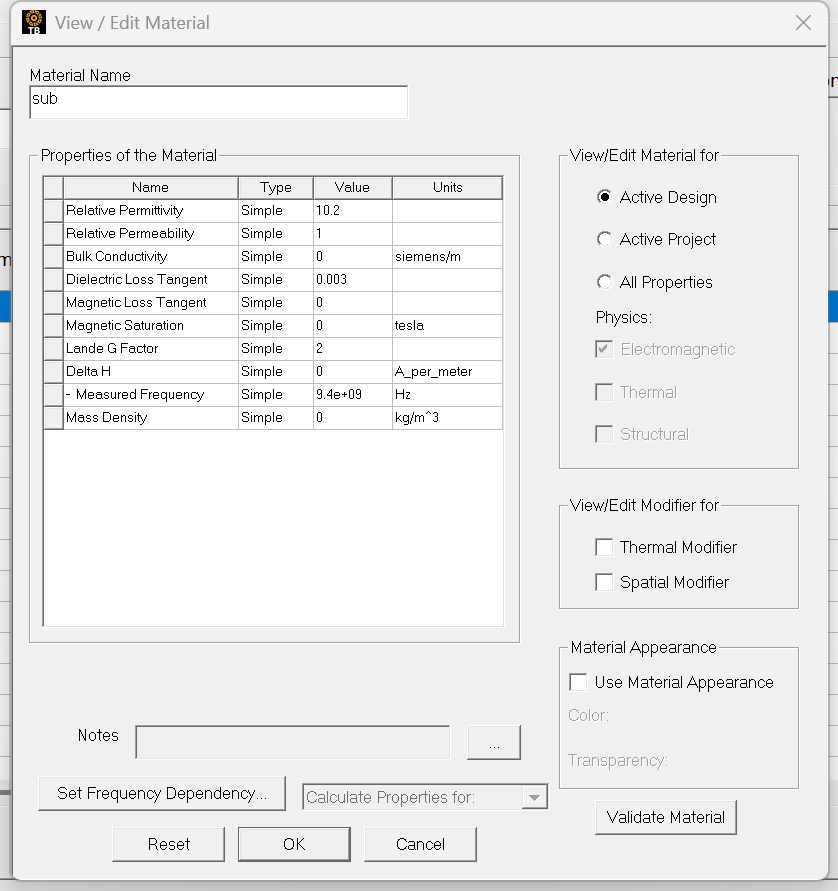 TB View / Edit Material
Material Name
sub
Properties of the Material
Name Type Value Units
Relative Permittivity Simple 10.2
Relative Permeability Simple 1
Bulk Conductivity Simple 0 siemens/m
Dielectric Loss Tangent Simple 0.003
Magnetic Loss Tangent Simple 0
Magnetic Saturation Simple 0 tesla
Lande G Factor Simple 2
Delta H Simple 0 A_per_meter
- Measured Frequency Simple 9.4e+09 Hz
Mass Density Simple 0 kg/m^3
View/Edit Material for
Active Design
Active Project
All Properties
Physics:
Electromagnetic
Thermal
Structural
View/Edit Modifier for
Thermal Modifier
Spatial Modifier
Material Appearance
Use Material Appearance
Color:
Transparency:
Notes ...
Set Frequency Dependency... Calculate Properties for:
Validate Material
Reset OK Cancel